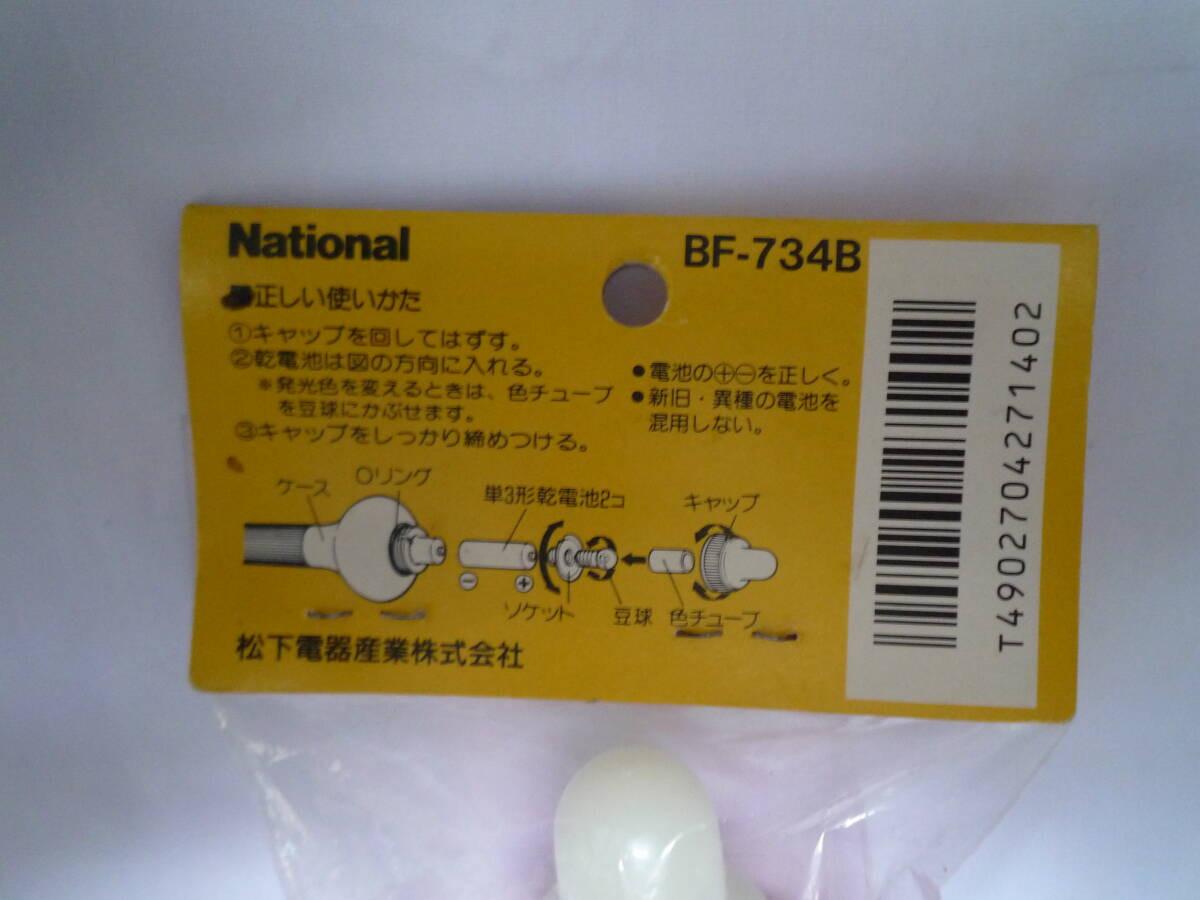 National
BF-734B
■正しい使いかた
①キャップを回してはずす。
②乾電池は図の方向に入れる。
※発光色を変えるときは、色チューブ
を豆球にかぶせます。
③キャップをしっかり締めつける。
●電池の⊕⊖を正しく。
●新旧・異種の電池を
混用しない。
ケース
Oリング
単3形乾電池2コ
キャップ
⊖
⊕
ソケット
豆球
色チューブ
松下電器産業株式会社
T4902704271402